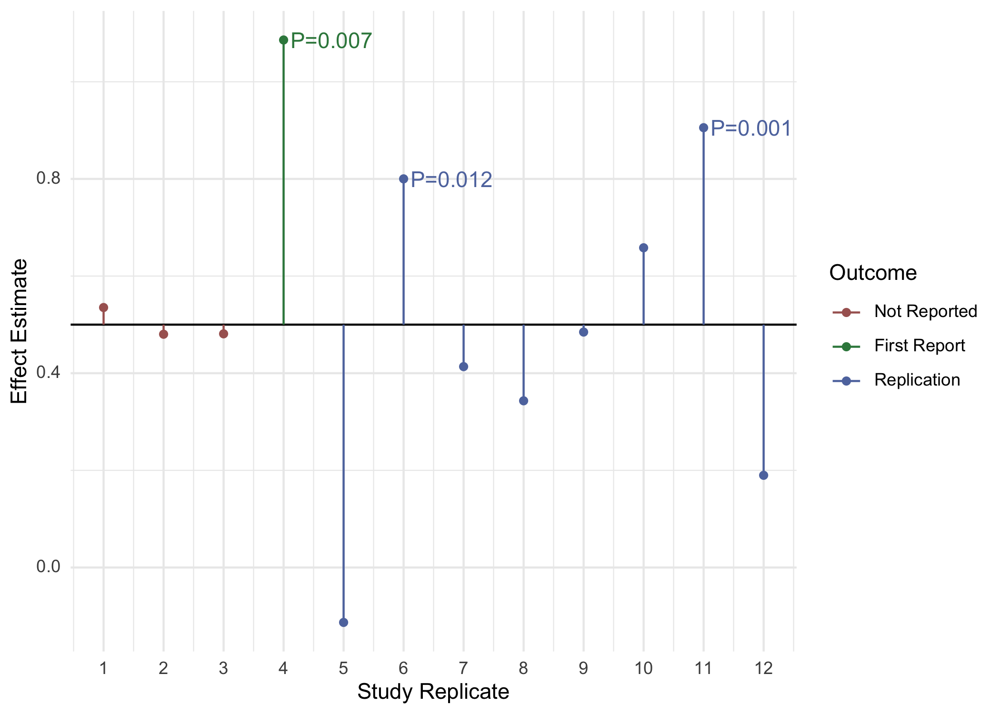 P=0.007
P=0.001
P=0.012
0.8
0.4
0.0
Effect Estimate
1 2 3 4 5 6 7 8 9 10 11 12
Study Replicate
Outcome
Not Reported
First Report
Replication